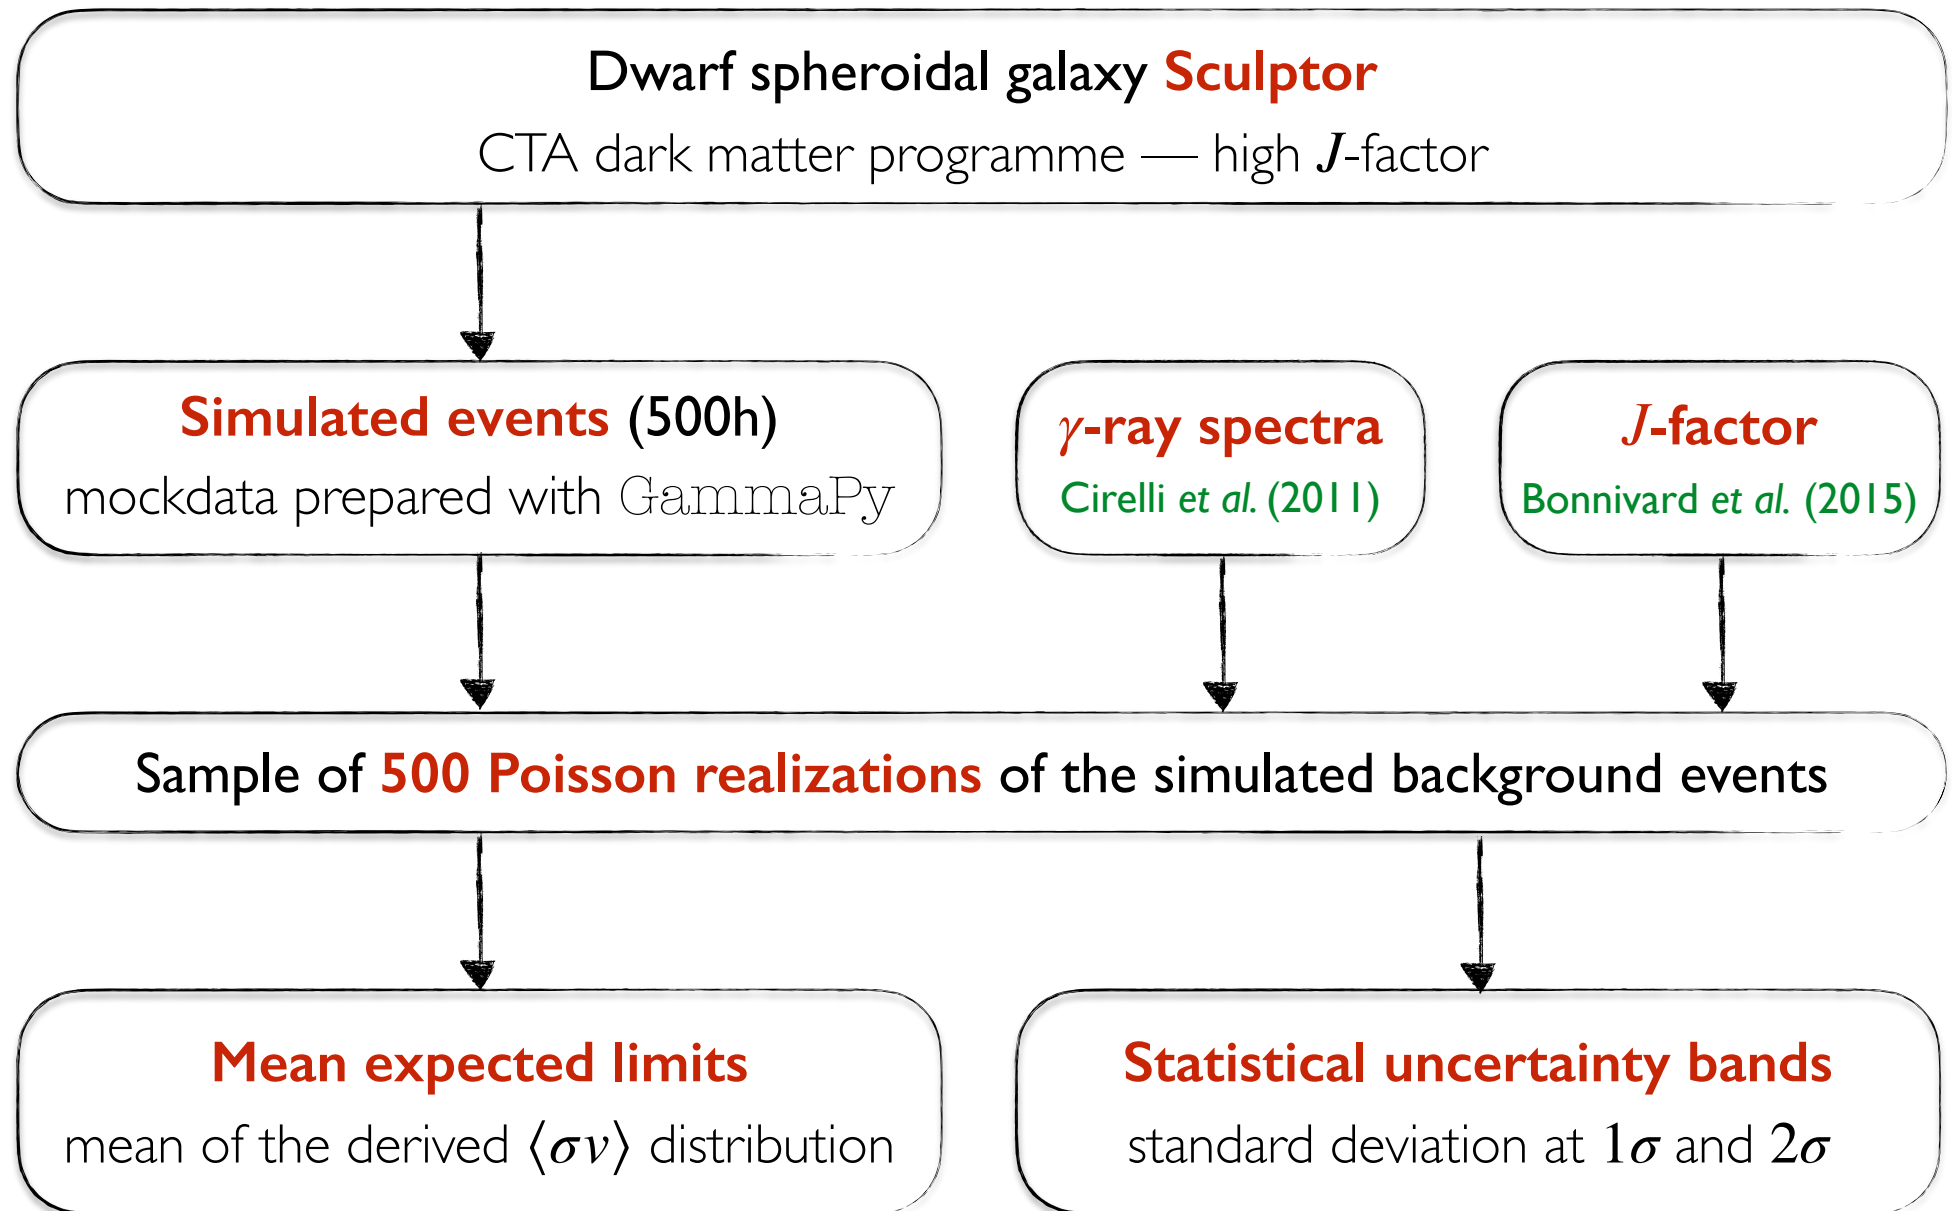 Dwarf spheroidal galaxy Sculptor
CTA dark matter programme — high J-factor
Simulated events (500h)
mockdata prepared with GammaPy
γ-ray spectra
Cirelli et al. (2011)
J-factor
Bonnivard et al. (2015)
Sample of 500 Poisson realizations of the simulated background events
Mean expected limits
mean of the derived ⟨σv⟩ distribution
Statistical uncertainty bands
standard deviation at 1σ and 2σ